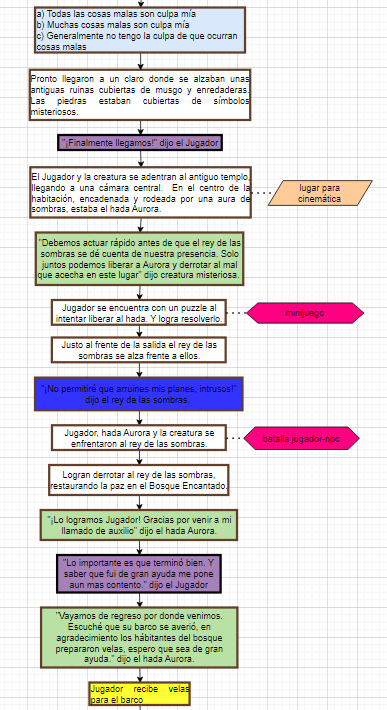 a) Todas las cosas malas son culpa mía
b) Muchas cosas malas son culpa mía
c) Generalmente no tengo la culpa de que ocurran
cosas malas
Pronto llegaron a un claro donde se alzaban unas
antiguas ruinas cubiertas de musgo y enredaderas.
Las piedras estaban cubiertas de símbolos
misteriosos.
"¡Finalmente llegamos!" dijo el Jugador
El Jugador y la creatura se adentran al antiguo templo,
llegando a una cámara central. En el centro de la
habitación, encadenada y rodeada por una aura de
sombras, estaba el hada Aurora.
lugar para
cinemática
"Debemos actuar rápido antes de que el rey de las
sombras se dé cuenta de nuestra presencia. Solo
juntos podemos liberar a Aurora y derrotar al mal
que acecha en este lugar" dijo creatura misteriosa.
Jugador se encuentra con un puzzle al
intentar liberar al hada. Y logra resolverlo.
minijuego
Justo al frente de la salida el rey de las
sombras se alza frente a ellos.
"¡No permitiré que arruines mis planes, intrusos!"
dijo el rey de las sombras.
Jugador, hada Aurora y la creatura se
enfrentaron al rey de las sombras.
batalla jugador-npc
Logran derrotar al rey de las sombras,
restaurando la paz en el Bosque Encantado.
"¡Lo logramos Jugador! Gracias por venir a mi
llamado de auxilio" dijo el hada Aurora.
"Lo importante es que terminó bien. Y
saber que fui de gran ayuda me pone
aun mas contento." dijo el Jugador
"Vayamos de regreso por donde venimos.
Escuché que su barco se averió, en
agradecimiento los hábitantes del bosque
prepararon velas, espero que sea de gran
ayuda." dijo el hada Aurora.
Jugador recibe velas
para el barco